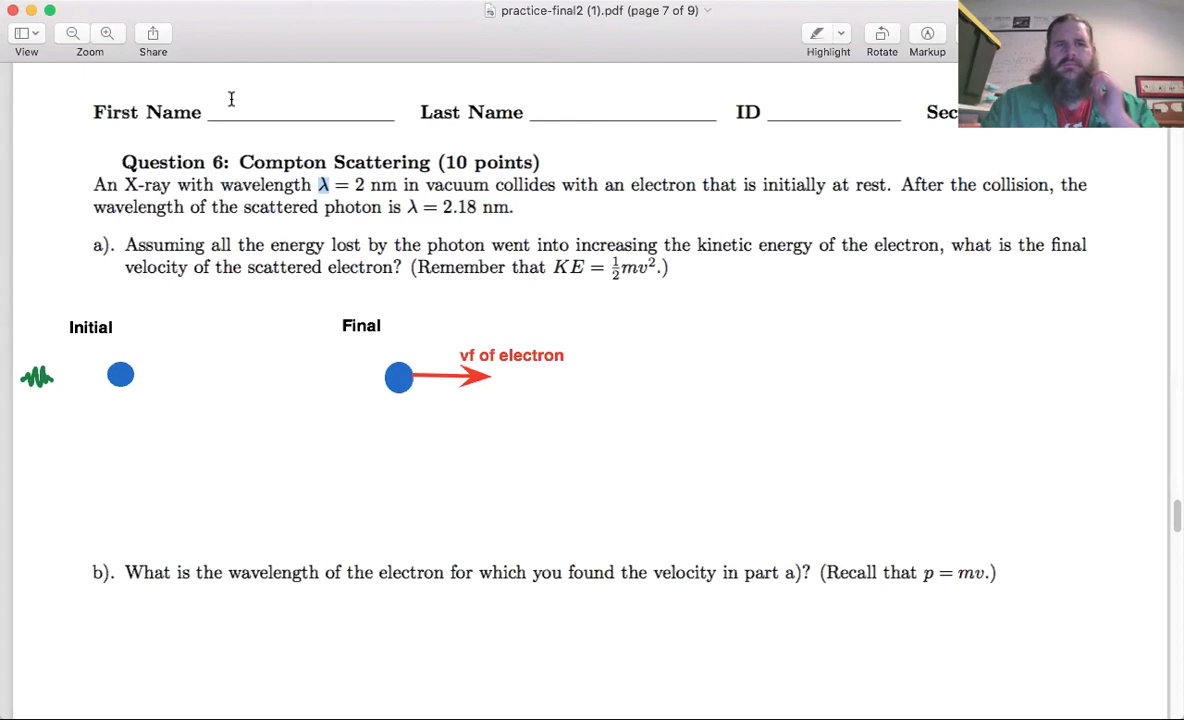 practice-final2 (1).pdf (page 7 of 9)
View Zoom Share Highlight Rotate Markup
First Name Last Name ID Sec
Question 6: Compton Scattering (10 points)
An X-ray with wavelength λ = 2 nm in vacuum collides with an electron that is initially at rest. After the collision, the
wavelength of the scattered photon is λ = 2.18 nm.
a). Assuming all the energy lost by the photon went into increasing the kinetic energy of the electron, what is the final
velocity of the scattered electron? (Remember that KE = ½mv².)
Initial Final
vf of electron
b). What is the wavelength of the electron for which you found the velocity in part a)? (Recall that p = mv.)